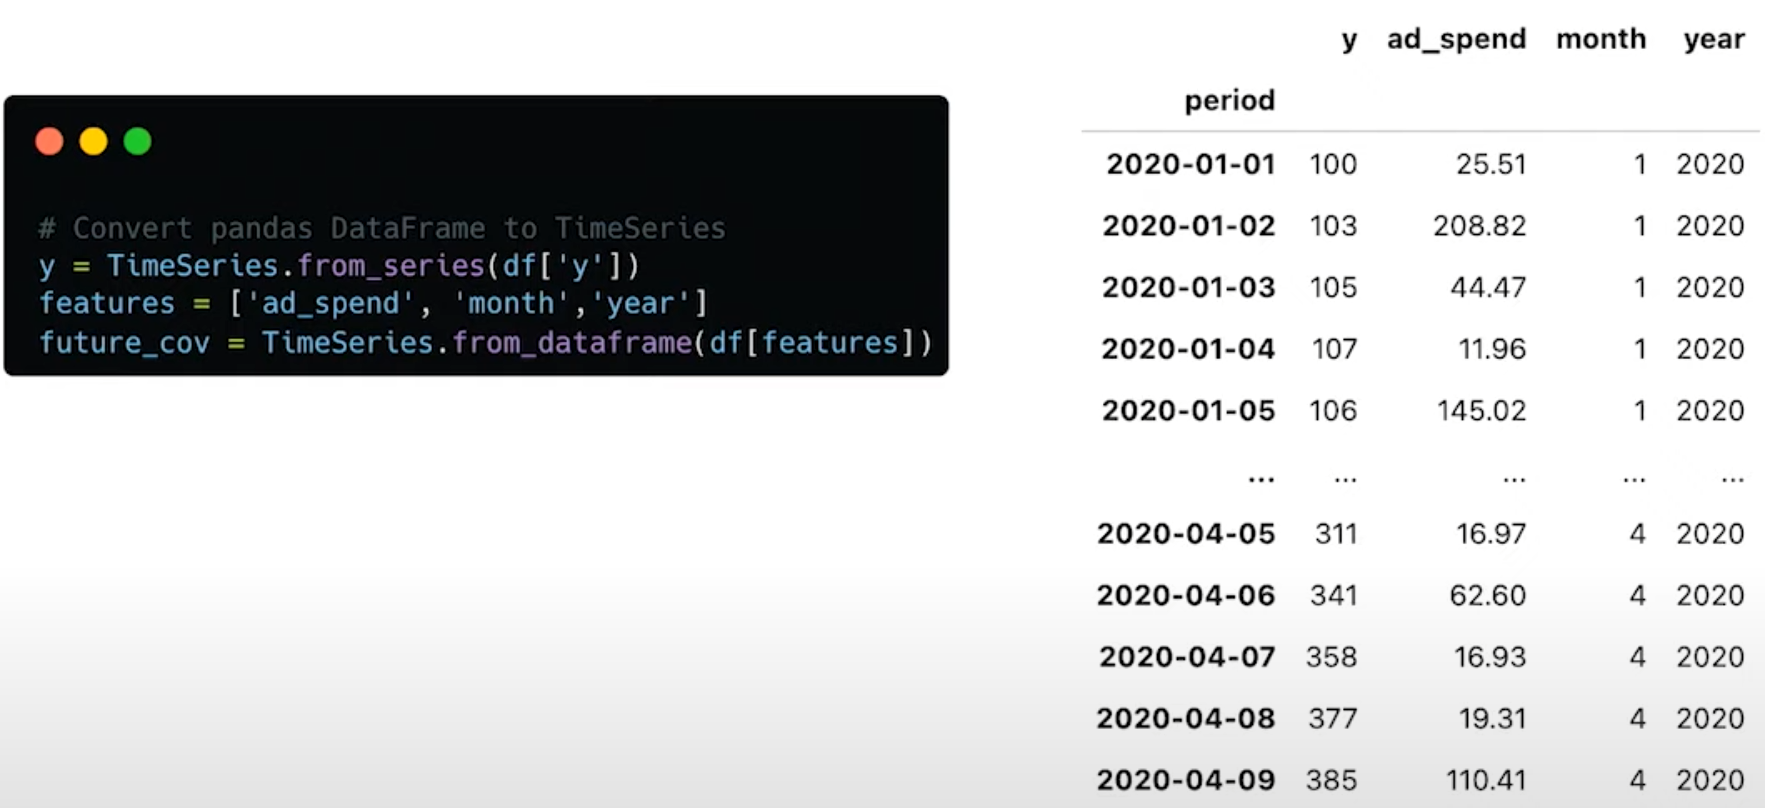 # Convert pandas DataFrame to TimeSeries
y = TimeSeries.from_series(df['y'])
features = ['ad_spend', 'month','year']
future_cov = TimeSeries.from_dataframe(df[features])
y ad_spend month year
period
2020-01-01 100 25.51 1 2020
2020-01-02 103 208.82 1 2020
2020-01-03 105 44.47 1 2020
2020-01-04 107 11.96 1 2020
2020-01-05 106 145.02 1 2020
... ... ... ... ...
2020-04-05 311 16.97 4 2020
2020-04-06 341 62.60 4 2020
2020-04-07 358 16.93 4 2020
2020-04-08 377 19.31 4 2020
2020-04-09 385 110.41 4 2020